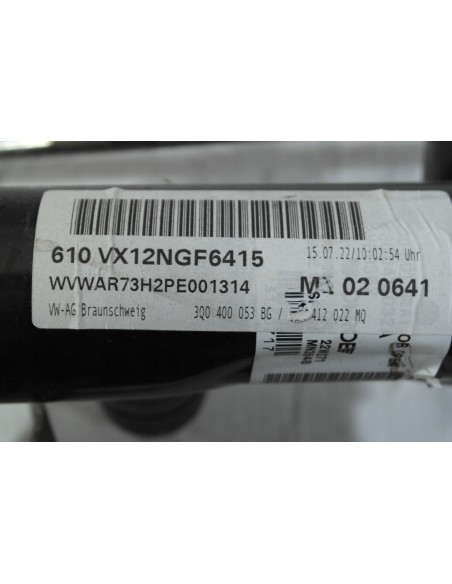 610 VX12NGF6415
15.07.22/10:02:54 Uhr
WVWAR73H2PE001314
02 0641
VW-AG Braunschweig
3Q0 400 053 BG /
412 022 MQ